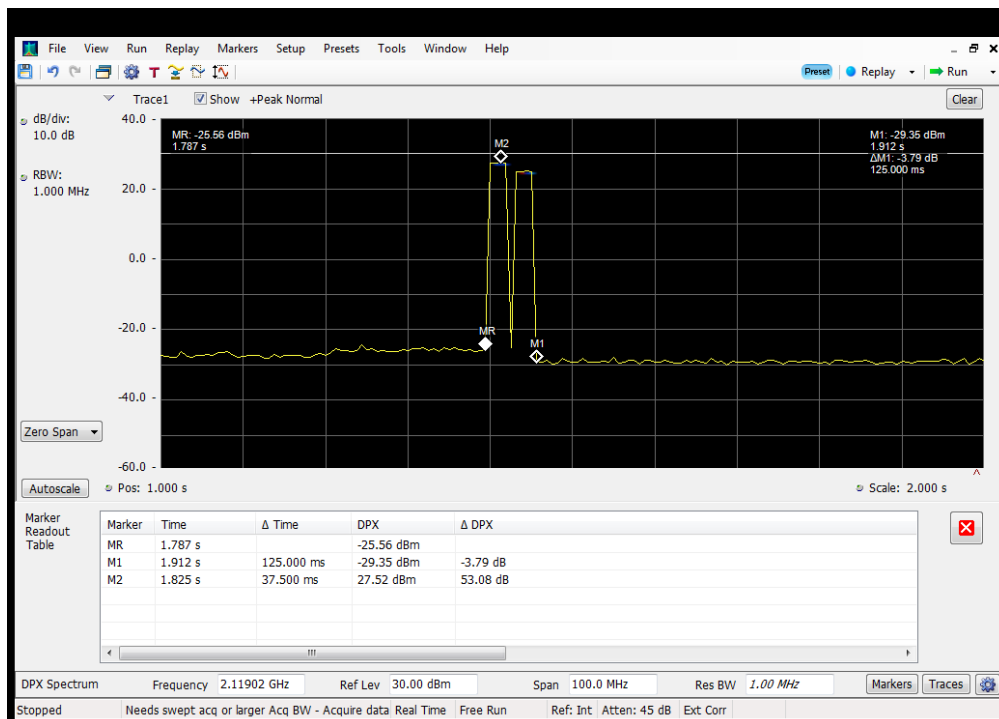 File View Run Replay Markers Setup Presets Tools Window Help
T Preset Replay Run
Trace1 Show +Peak Normal Clear
dB/div:
10.0 dB
RBW:
1.000 MHz
40.0 -
20.0 -
0.0 -
-20.0 -
-40.0 -
-60.0 -
MR: -25.56 dBm
1.787 s
M2
M1: -29.35 dBm
1.912 s
ΔM1: -3.79 dB
125.000 ms
MR
M1
Zero Span
Autoscale Pos: 1.000 s Scale: 2.000 s
Marker
Readout
Table
Marker Time Δ Time DPX Δ DPX
MR 1.787 s -25.56 dBm
M1 1.912 s 125.000 ms -29.35 dBm -3.79 dB
M2 1.825 s 37.500 ms 27.52 dBm 53.08 dB
DPX Spectrum Frequency 2.11902 GHz Ref Lev 30.00 dBm Span 100.0 MHz Res BW 1.00 MHz Markers Traces
Stopped Needs swept acq or larger Acq BW - Acquire data Real Time Free Run Ref: Int Atten: 45 dB Ext Corr